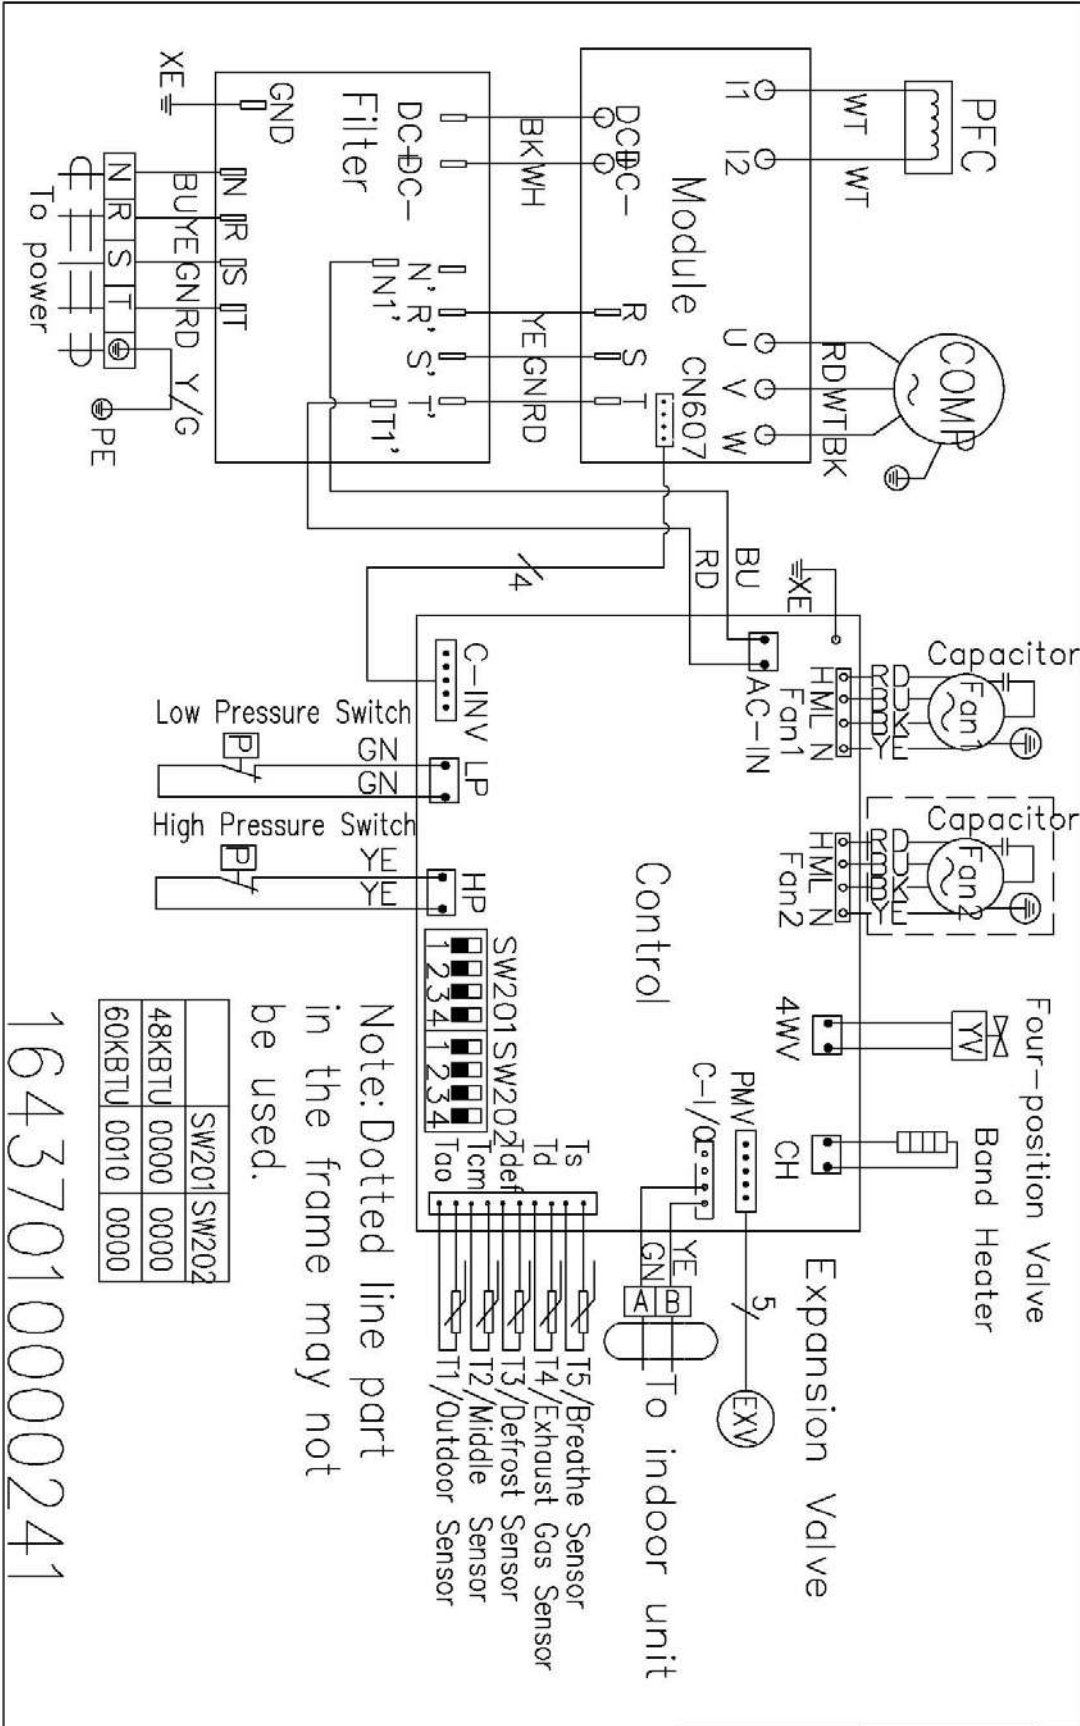 PFC
WT
WT
I1
I2
Module
DC+
DC-
BK
WH
DC+
DC-
Filter
GND
XE
N
R
S
T
BU
YE
GN
RD
Y/G
N
R
S
T
To power
PE
N'
R'
S'
T'
N1'
T1'
YE
GN
RD
R
S
T
CN607
U
V
W
RD
WT
BK
COMP
BU
RD
4
XE
AC-IN
C-INV
Capacitor
Fan1
RD
BU
BK
YE
H
M
L
N
Fan1
Capacitor
Fan2
RD
BU
BK
YE
H
M
L
N
Fan2
Control
Low Pressure Switch
P
GN
GN
LP
High Pressure Switch
P
YE
YE
HP
SW201
SW202
1
2
3
4
1
2
3
4
4WV
YV
Four-position Valve
CH
Band Heater
PMV
5
EXV
Expansion Valve
C-I/O
YE
GN
A
B
To indoor unit
Ts
Td
Tdef
Tcm
Tao
T5/Breathe Sensor
T4/Exhaust Gas Sensor
T3/Defrost Sensor
T2/Middle Sensor
T1/Outdoor Sensor
Note: Dotted line part
in the frame may not
be used.
SW201 SW202
48KBTU 0000 0000
60KBTU 0010 0000
16437010000241